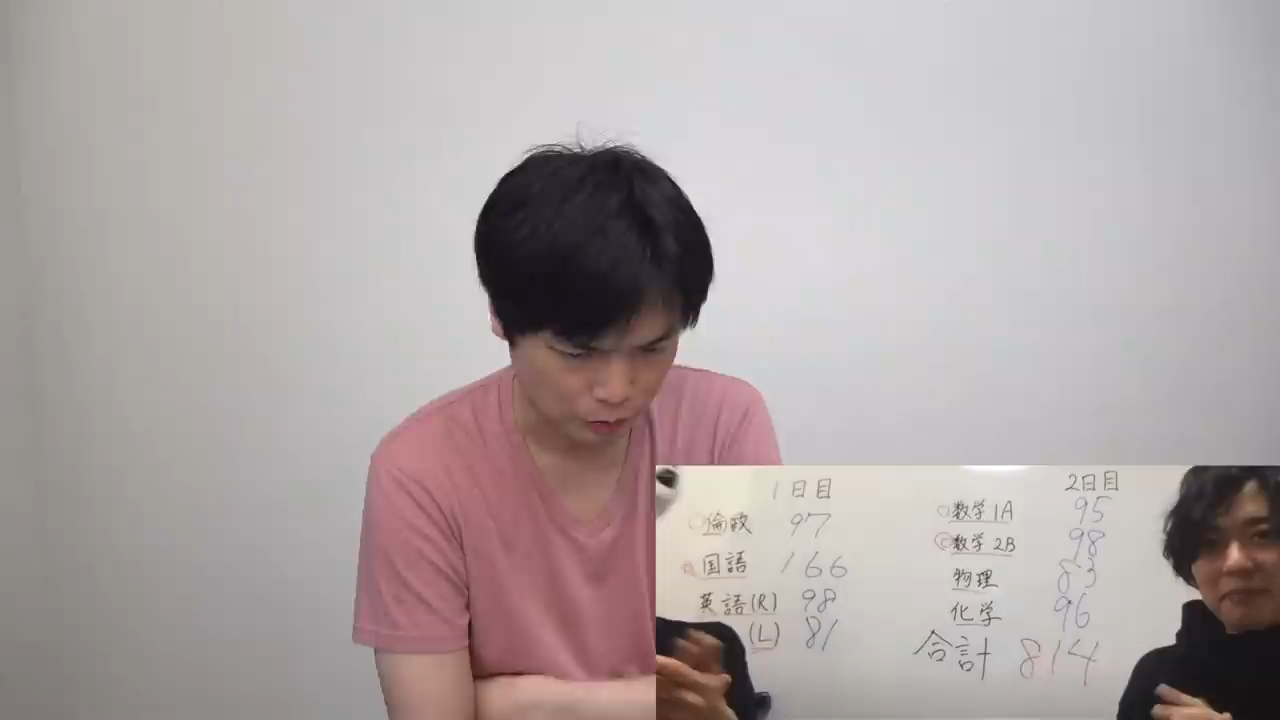 1日目
倫政 97
国語 166
英語(R) 98
(L) 81
2日目
数学1A 95
数学2B 98
物理 83
化学 96
合計 814